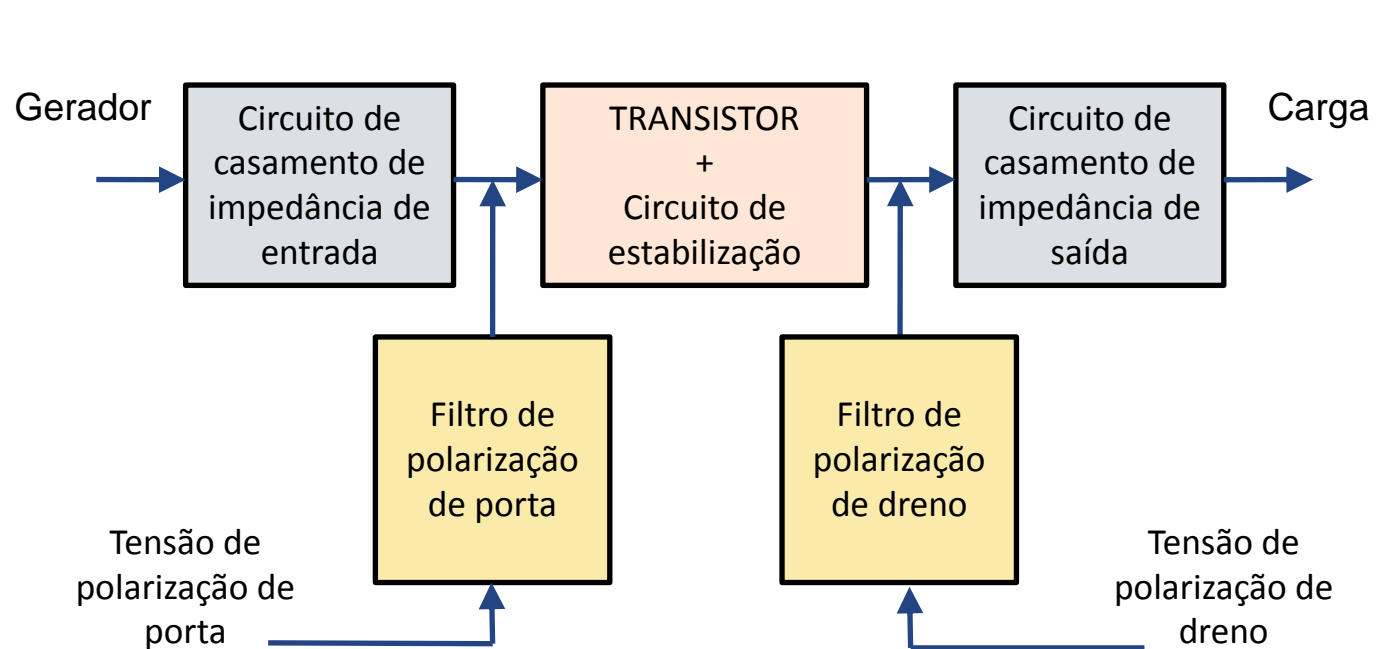 Gerador
Circuito de
casamento de
impedância de
entrada
TRANSISTOR
+
Circuito de
estabilização
Circuito de
casamento de
impedância de
saída
Carga
Filtro de
polarização
de porta
Filtro de
polarização
de dreno
Tensão de
polarização de
porta
Tensão de
polarização de
dreno